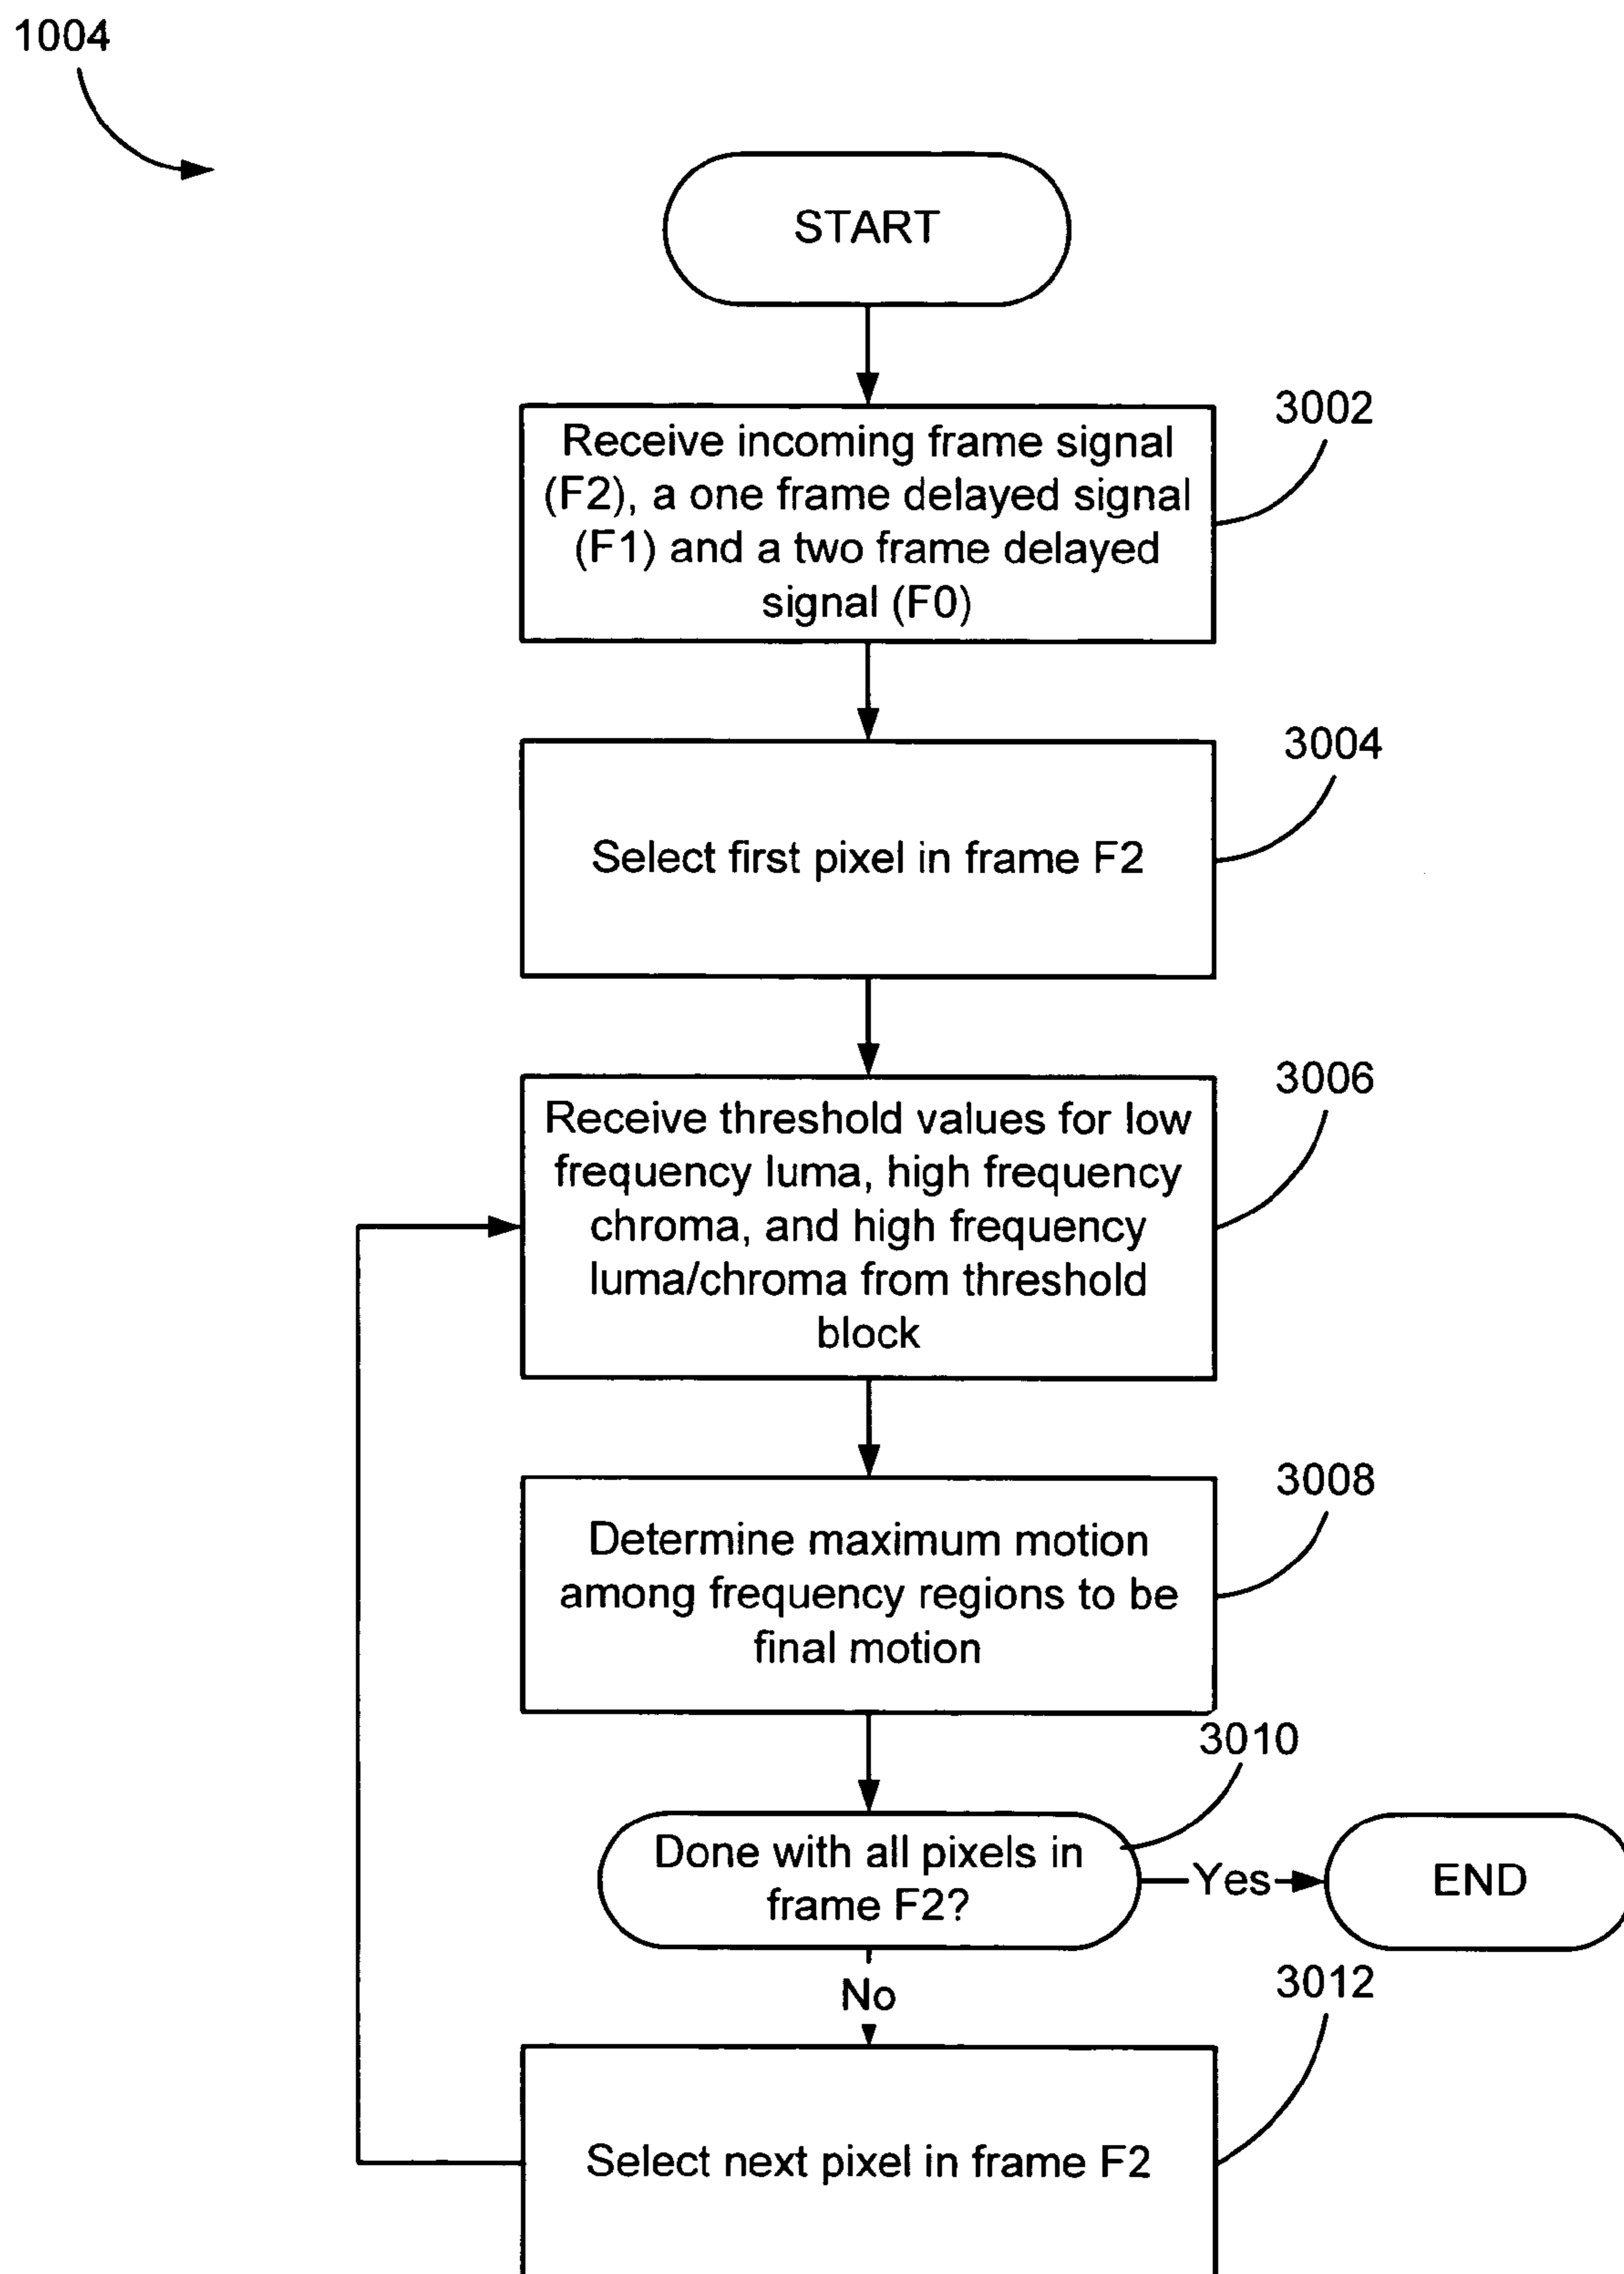 1004
START
3002
Receive incoming frame signal
(F2), a one frame delayed signal
(F1) and a two frame delayed
signal (F0)
3004
Select first pixel in frame F2
3006
Receive threshold values for low
frequency luma, high frequency
chroma, and high frequency
luma/chroma from threshold
block
3008
Determine maximum motion
among frequency regions to be
final motion
3010
Done with all pixels in
frame F2?
Yes
END
No
3012
Select next pixel in frame F2